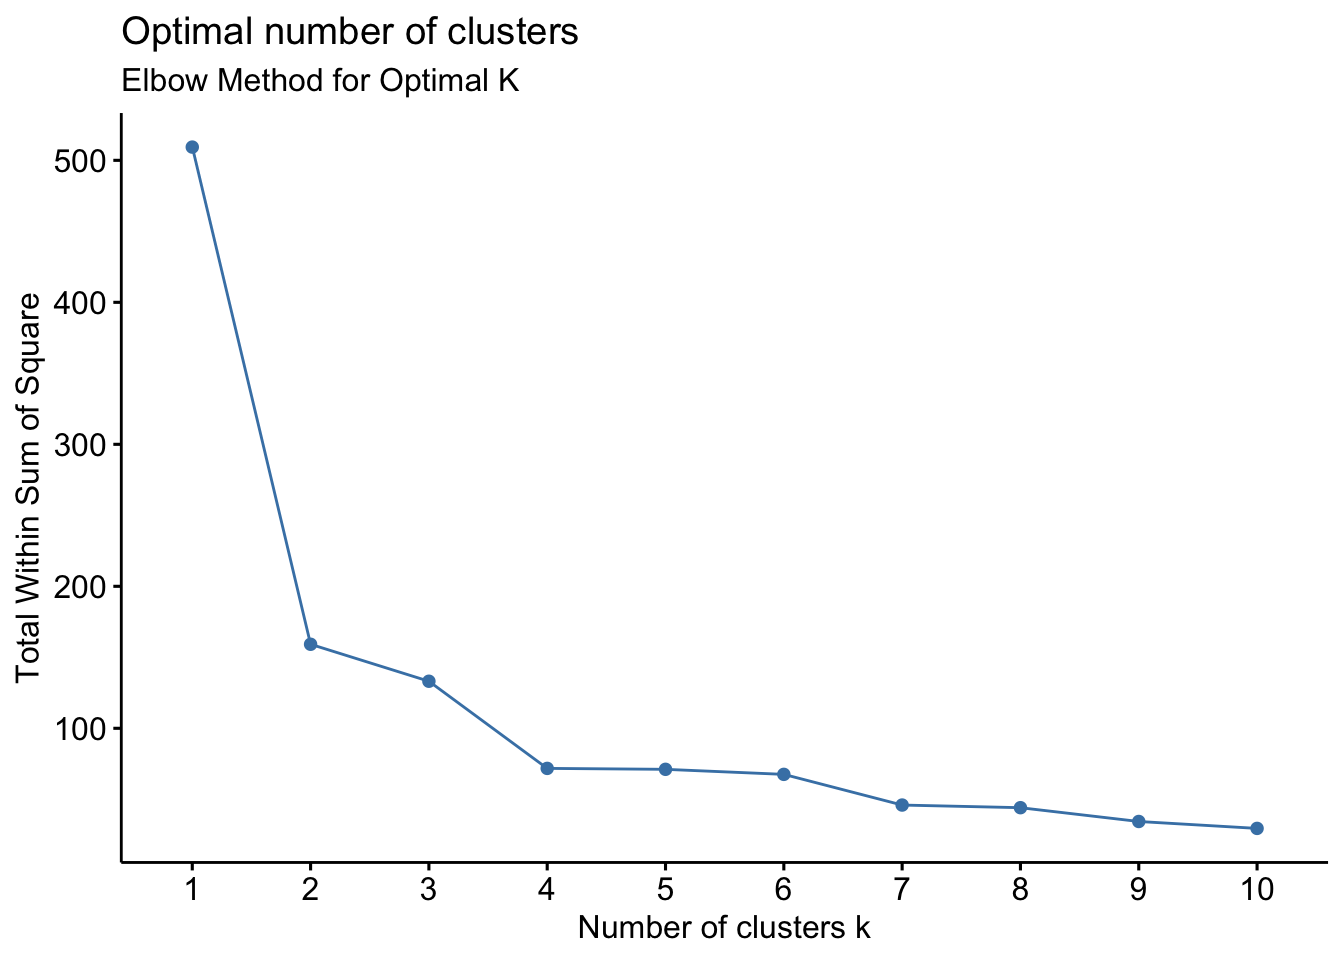 Optimal number of clusters
Elbow Method for Optimal K
Total Within Sum of Square
500
400
300
200
100
1 2 3 4 5 6 7 8 9 10
Number of clusters k